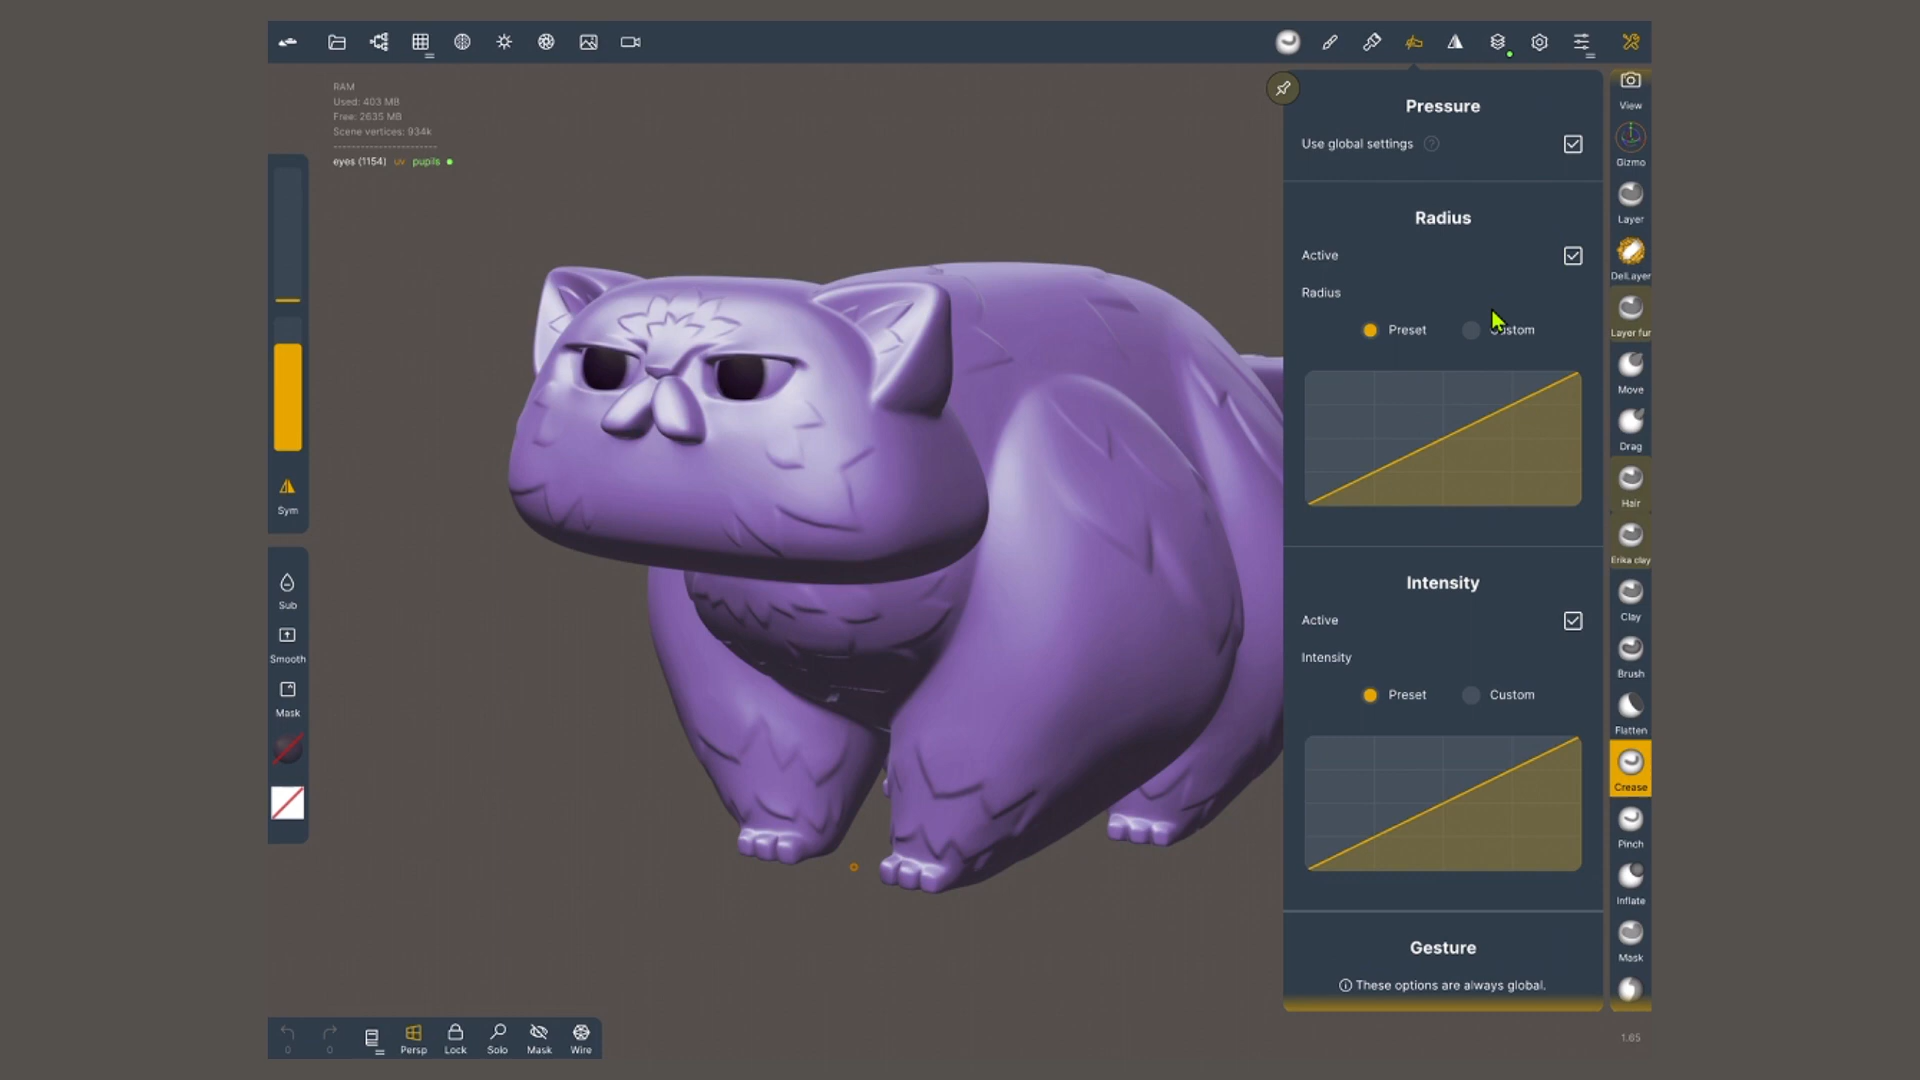 RAM
Used: 403 MB
Free: 2635 MB
Scene vertices: 934k
-----------------------
eyes (1154) uv pupils
Sym
Sub
Smooth
Mask
0
0
Persp
Lock
Solo
Mask
Wire
Pressure
Use global settings ?
Radius
Active
Radius
Preset
Intensity
Active
Intensity
Preset Custom
Gesture
These options are always global.
View
Gizmo
Layer
DelLayer
Layer fur
Move
Drag
Hair
Erika clay
Clay
Brush
Flatten
Crease
Pinch
Inflate
Mask
1.65